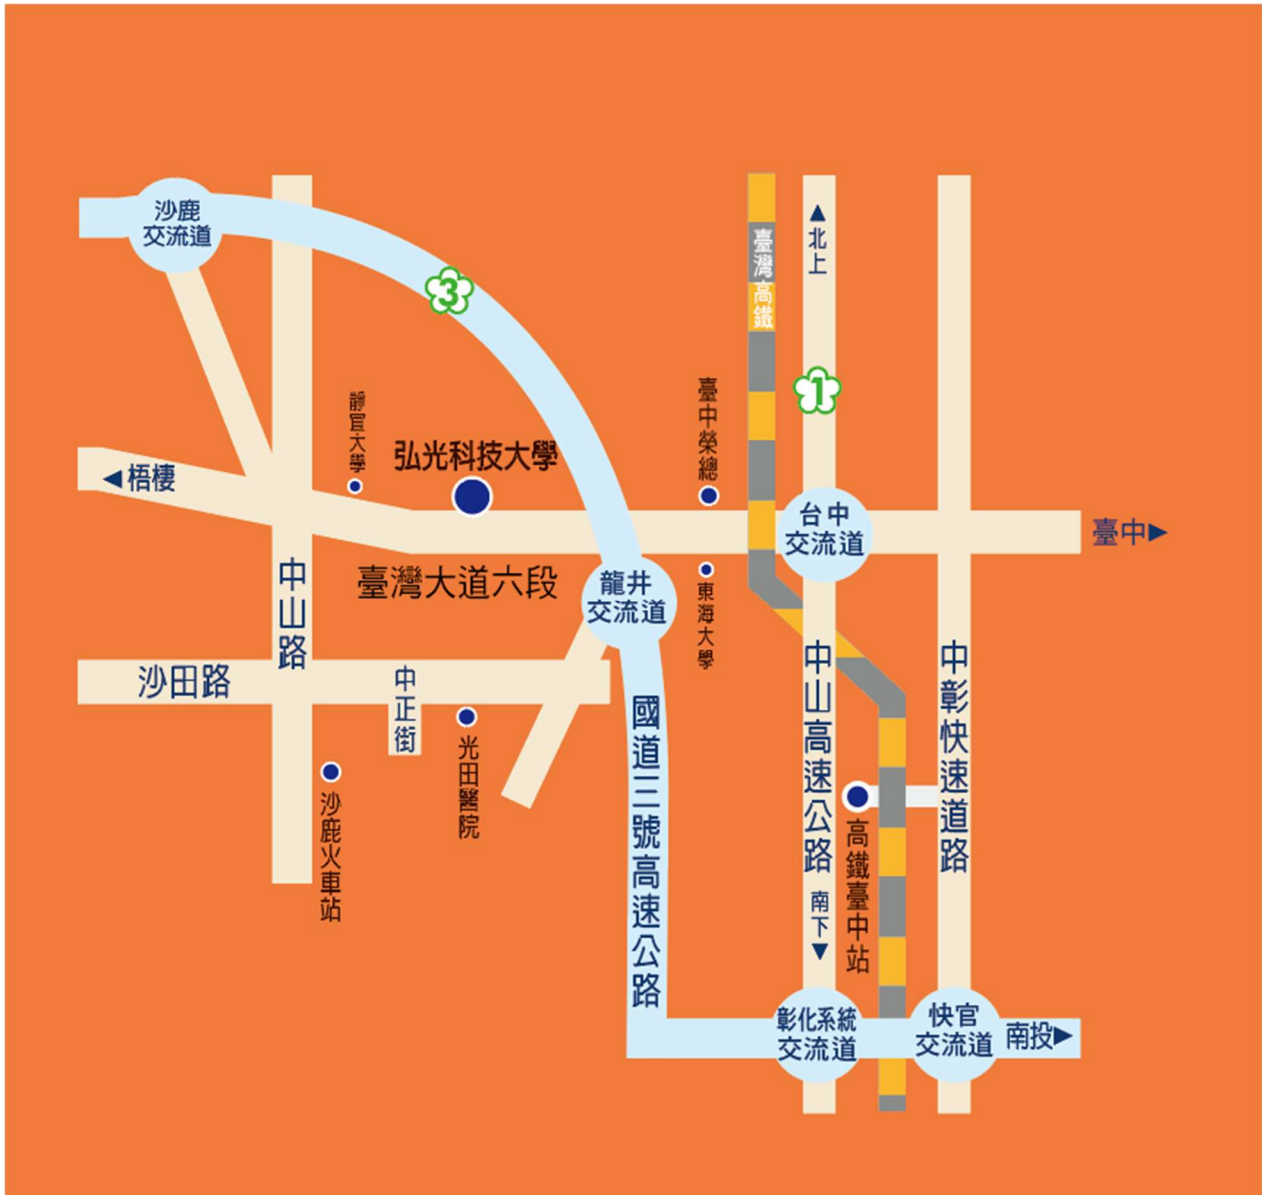 沙鹿
交流道
3
臺灣高鐵
▲北上
1
靜宜大學
弘光科技大學
臺中榮總
◀梧棲
台中
交流道
臺中▶
臺灣大道六段
龍井
交流道
東海大學
中山路
沙田路
中正街
光田醫院
沙鹿火車站
國道三號高速公路
中山高速公路
南下▼
中彰快速道路
高鐵臺中站
彰化系統
交流道
快官
交流道
南投▶